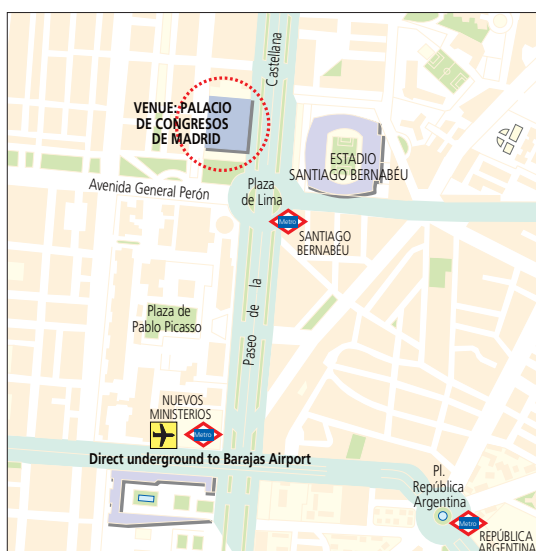 Castellana
VENUE: PALACIO
DE CONGRESOS
DE MADRID
ESTADIO
SANTIAGO BERNABÉU
Avenida General Perón
Plaza
de Lima
Metro
SANTIAGO
BERNABÉU
Paseo de la
Plaza de
Pablo Picasso
NUEVOS
MINISTERIOS
Metro
Direct underground to Barajas Airport
Pl.
República
Argentina
Metro
REPÚBLICA
ARGENTINA